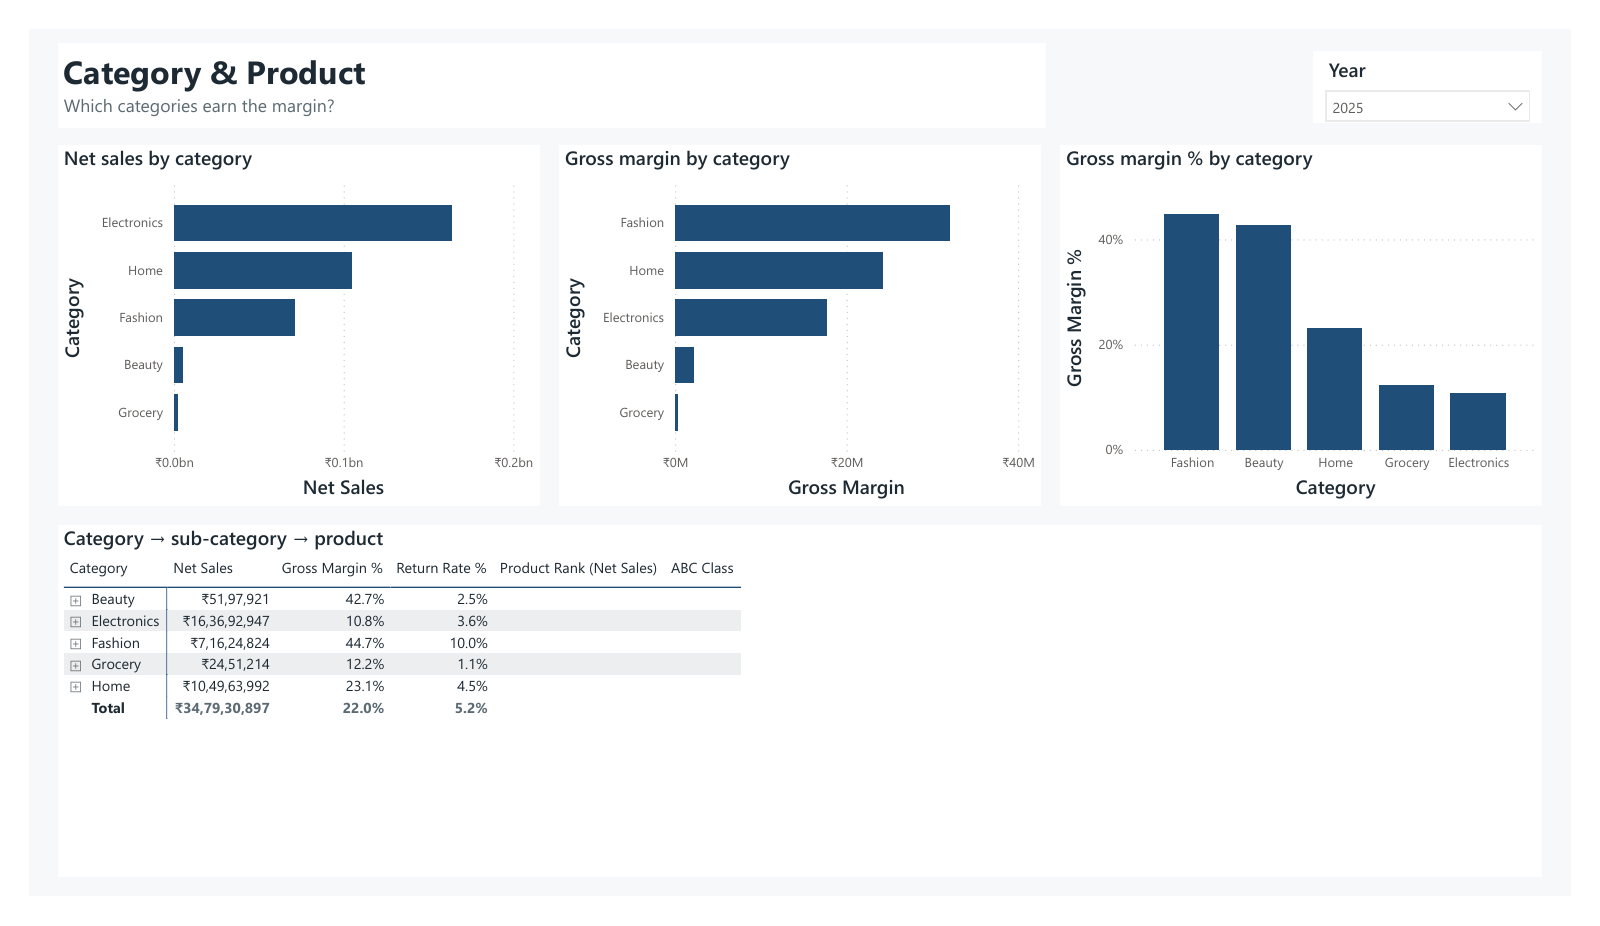 Category & Product
Which categories earn the margin?
Year
2025
Net sales by category
Category
Electronics
Home
Fashion
Beauty
Grocery
₹0.0bn ₹0.1bn ₹0.2bn
Net Sales
Gross margin by category
Category
Fashion
Home
Electronics
Beauty
Grocery
₹0M ₹20M ₹40M
Gross Margin
Gross margin % by category
Gross Margin %
40%
20%
0%
Fashion Beauty Home Grocery Electronics
Category
Category → sub-category → product
Category Net Sales Gross Margin % Return Rate % Product Rank (Net Sales) ABC Class
Beauty ₹51,97,921 42.7% 2.5%
Electronics ₹16,36,92,947 10.8% 3.6%
Fashion ₹7,16,24,824 44.7% 10.0%
Grocery ₹24,51,214 12.2% 1.1%
Home ₹10,49,63,992 23.1% 4.5%
Total ₹34,79,30,897 22.0% 5.2%